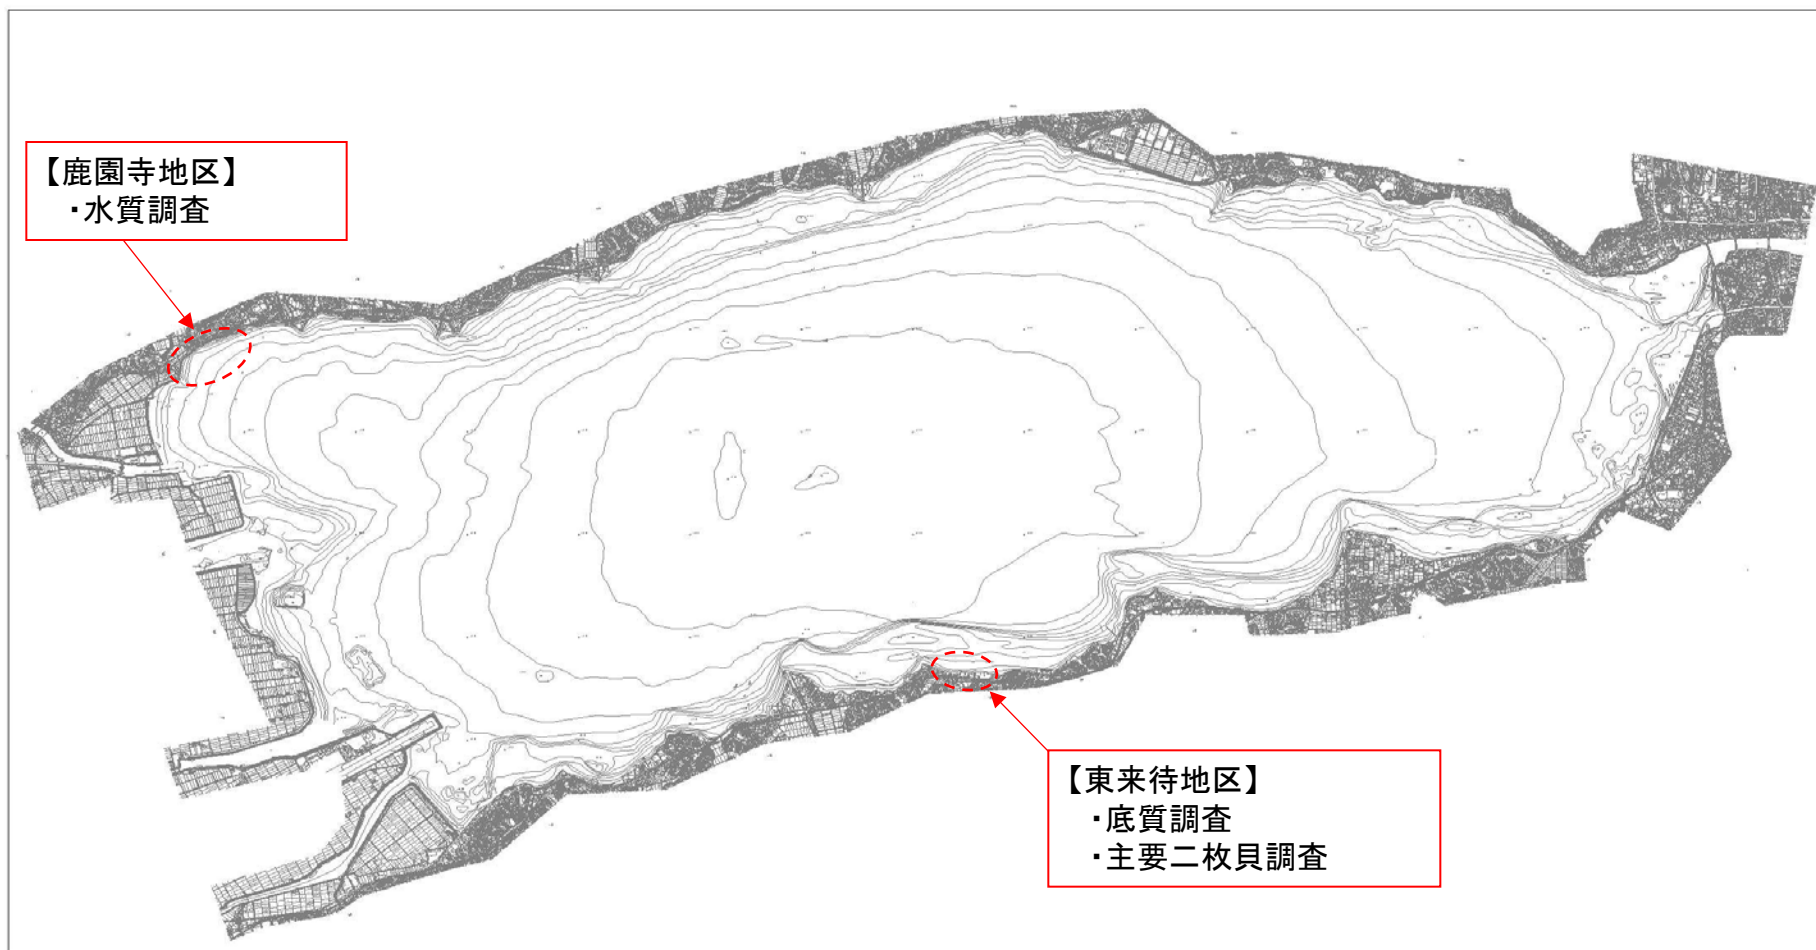 【鹿園寺地区】
・水質調査
【東来待地区】
・底質調査
・主要二枚貝調査